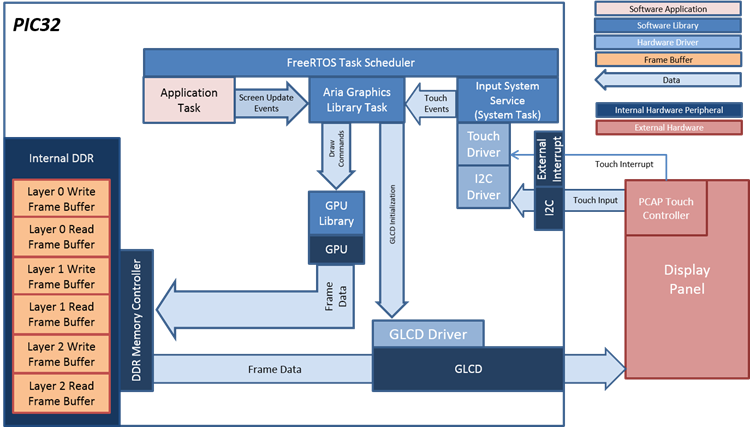 PIC32
Software Application
Software Library
Hardware Driver
Frame Buffer
Data
Internal Hardware Peripheral
External Hardware
FreeRTOS Task Scheduler
Application
Task
Screen Update
Events
Aria Graphics
Library Task
Touch
Events
Input System
Service
(System Task)
Touch
Driver
I2C
Driver
External
Interrupt
I2C
Touch Interrupt
Touch Input
PCAP Touch
Controller
Display
Panel
Draw
Commands
GLCD Initialization
GPU
Library
GPU
Frame
Data
Internal DDR
Layer 0 Write
Frame Buffer
Layer 0 Read
Frame Buffer
Layer 1 Write
Frame Buffer
Layer 1 Read
Frame Buffer
Layer 2 Write
Frame Buffer
Layer 2 Read
Frame Buffer
DDR Memory Controller
GLCD Driver
GLCD
Frame Data